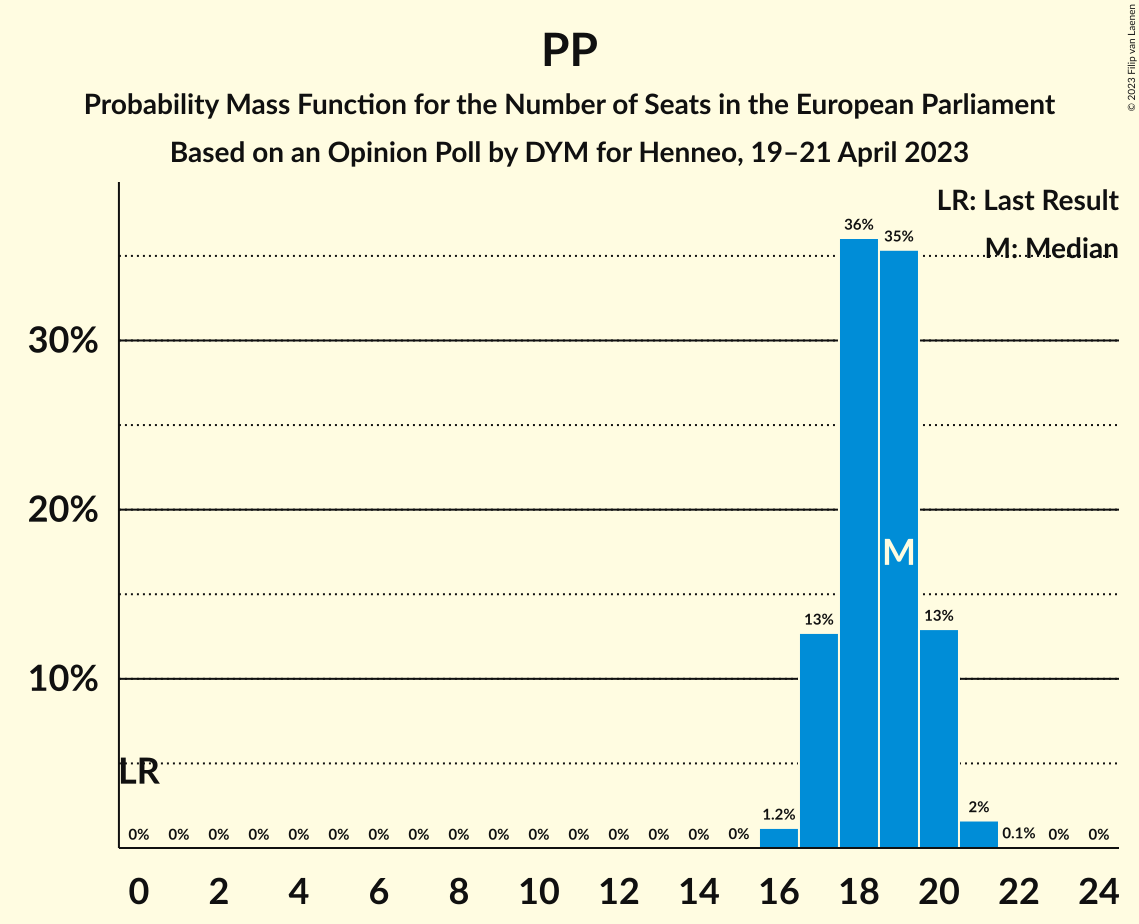 PP
Probability Mass Function for the Number of Seats in the European Parliament
Based on an Opinion Poll by DYM for Henneo, 19–21 April 2023
© 2023 Filip van Laenen
LR: Last Result
M: Median
36%
35%
30%
20%
M
13%
13%
10%
LR
0% 0% 0% 0% 0% 0% 0% 0% 0% 0% 0% 0% 0% 0% 0% 0% 1.2% 2% 0.1% 0% 0%
0 2 4 6 8 10 12 14 16 18 20 22 24